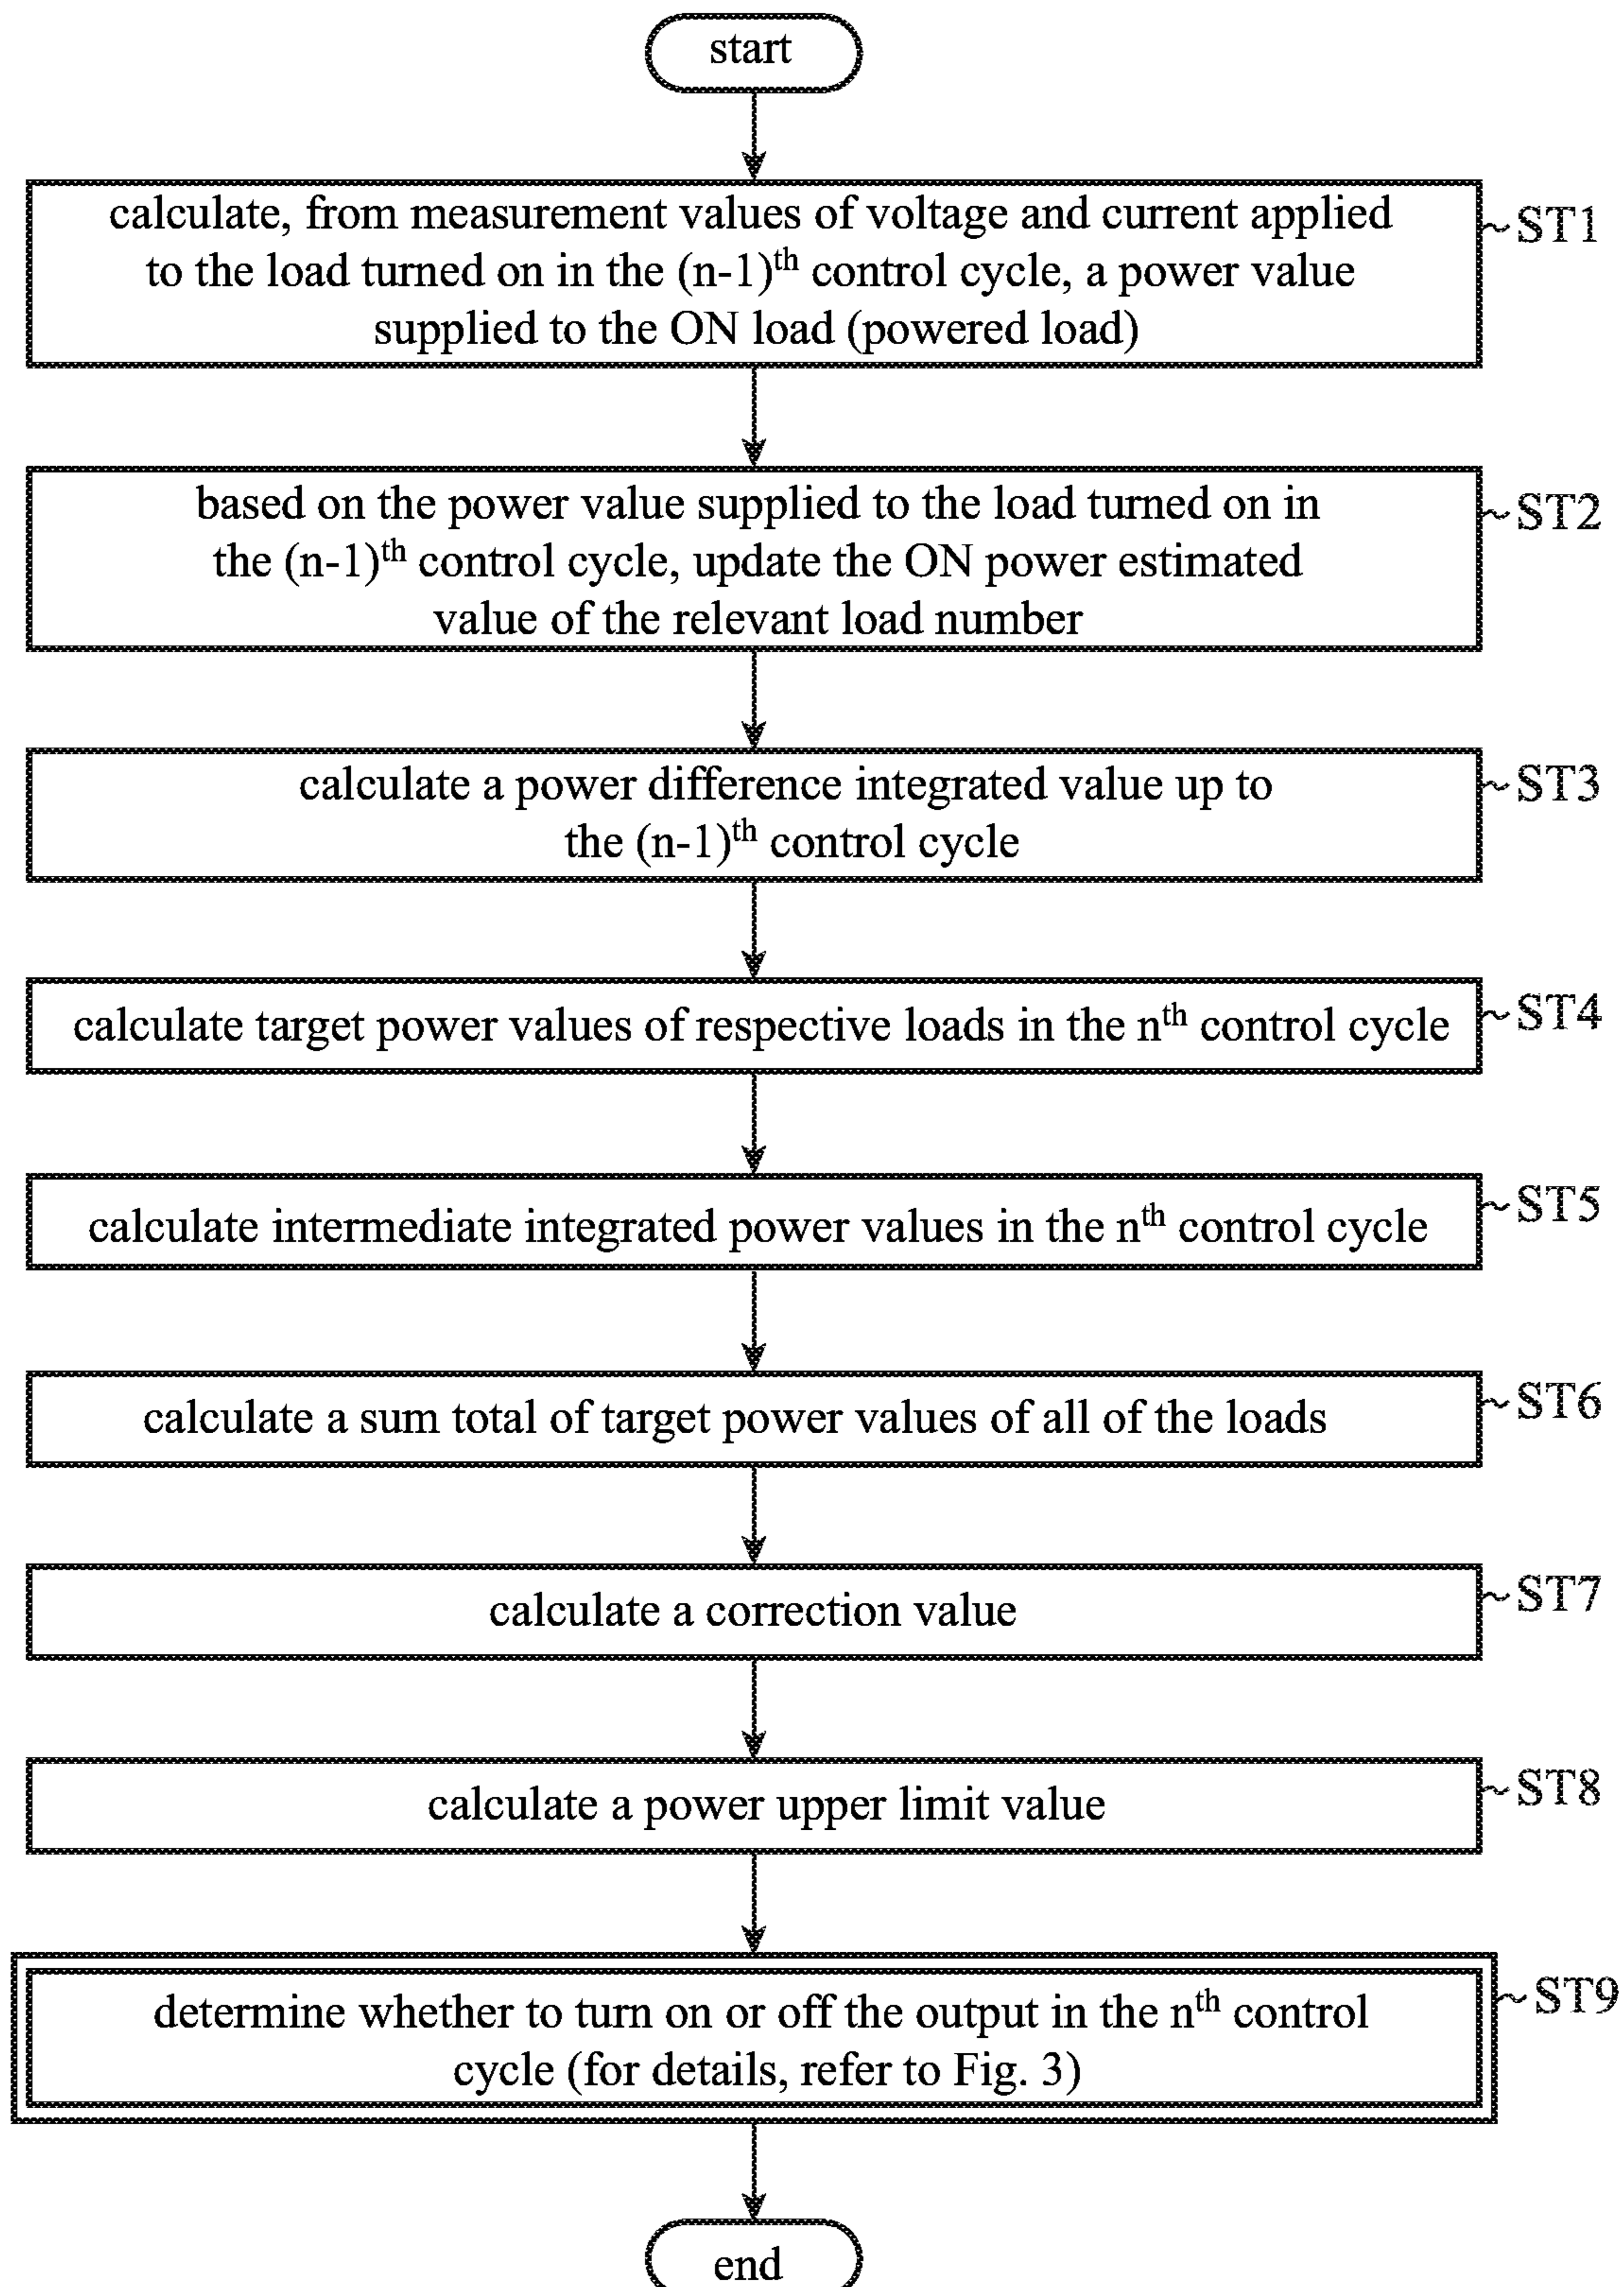 start
calculate, from measurement values of voltage and current applied
to the load turned on in the (n-1)th control cycle, a power value
supplied to the ON load (powered load)
ST1
based on the power value supplied to the load turned on in
the (n-1)th control cycle, update the ON power estimated
value of the relevant load number
ST2
calculate a power difference integrated value up to
the (n-1)th control cycle
ST3
calculate target power values of respective loads in the nth control cycle
ST4
calculate intermediate integrated power values in the nth control cycle
ST5
calculate a sum total of target power values of all of the loads
ST6
calculate a correction value
ST7
calculate a power upper limit value
ST8
determine whether to turn on or off the output in the nth control
cycle (for details, refer to Fig. 3)
ST9
end